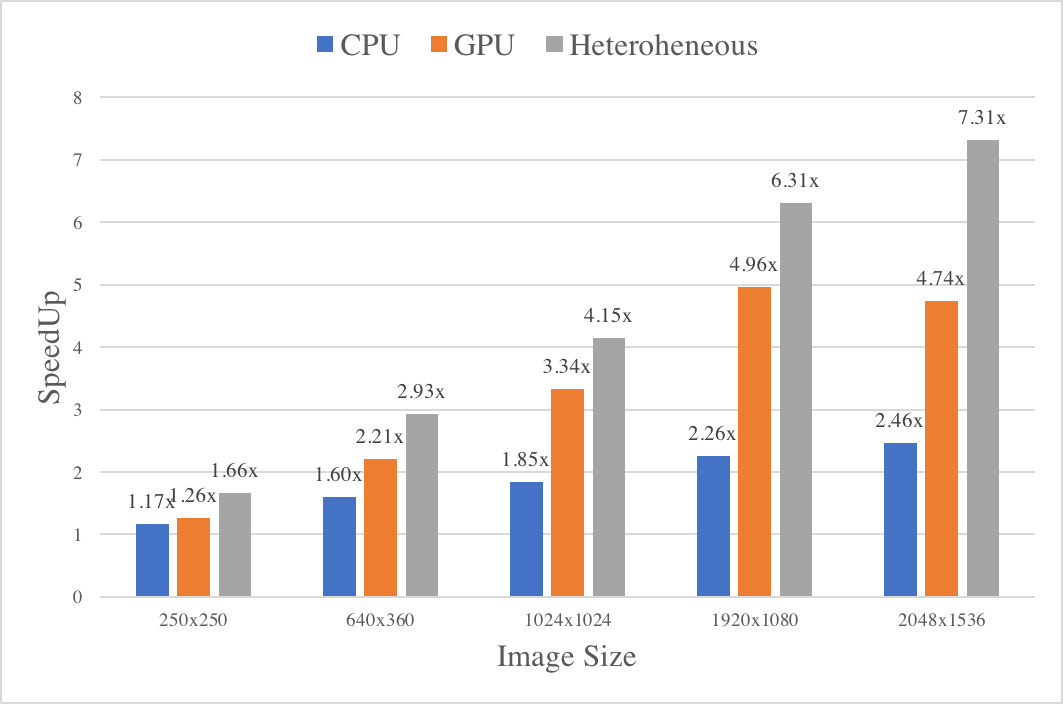 CPU GPU Heteroheneous
8
7
6
5
4
3
2
1
0
SpeedUp
1.17x 1.26x 1.66x
1.60x 2.21x 2.93x
1.85x 3.34x 4.15x
2.26x 4.96x 6.31x
2.46x 4.74x 7.31x
250x250 640x360 1024x1024 1920x1080 2048x1536
Image Size